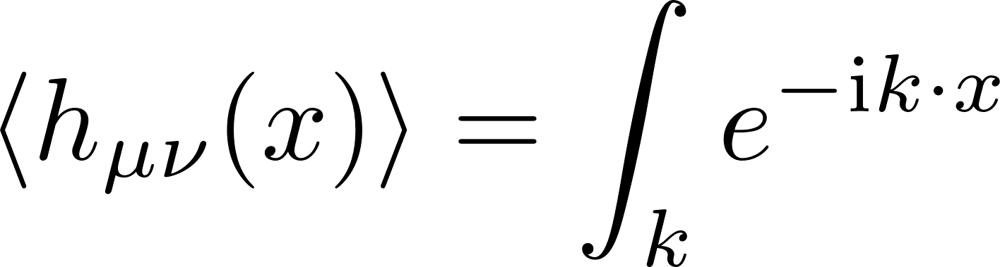 ⟨h_{μν}(x)⟩ = ∫_k e^{−ik·x}